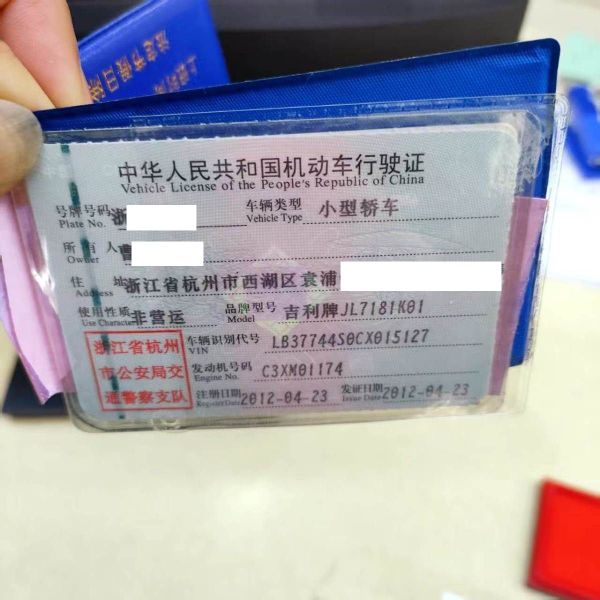 中华人民共和国机动车行驶证
Vehicle License of the People's Republic of China
号牌号码 浙 车辆类型 小型轿车
Plate No. Vehicle Type
所有人 曹
Owner
住址 浙江省杭州市西湖区袁浦
Address
使用性质 非营运 品牌型号 吉利牌JL7181K01
Use Character Model
浙江省杭州市公安局交通警察支队
车辆识别代号 LB37744S0CX015127
VIN
发动机号码 C3XM01174
Engine No.
注册日期 2012-04-23 发证日期 2012-04-23
Register Date Issue Date